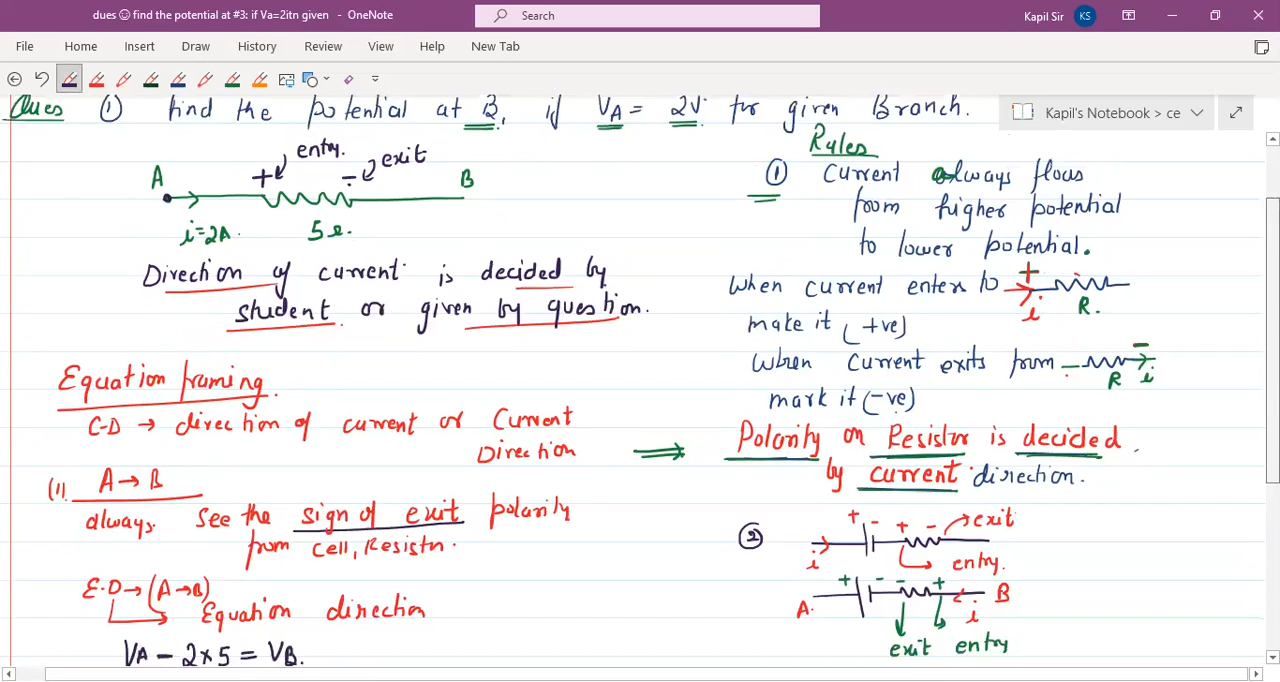 dues ☺ find the potential at #3: if Va=2itn given - OneNote
Search
Kapil Sir
KS
File Home Insert Draw History Review View Help New Tab
Kapil's Notebook > ce
Ques ① find the potential at B, if VA = 2V for given Branch.
entry.
exit
A + - B
i=2A. 5Ω.
Direction of current is decided by
student or given by question.
Equation framing.
C-D → direction of current or Current
Direction
(1). A → B
always. See the sign of exit polarity
from Cell, Resistr.
E.D → (A → B)
Equation direction
VA - 2×5 = VB.
Rules
① Current always flows
from higher potential
to lower potential.
When current enters to + i R.
make it (+ve)
When Current exits from - R i
mark it (-ve)
Polarity on Resistor is decided
by current direction.
② + - + - exit
i entry.
+ - - +
A. i B
exit entry